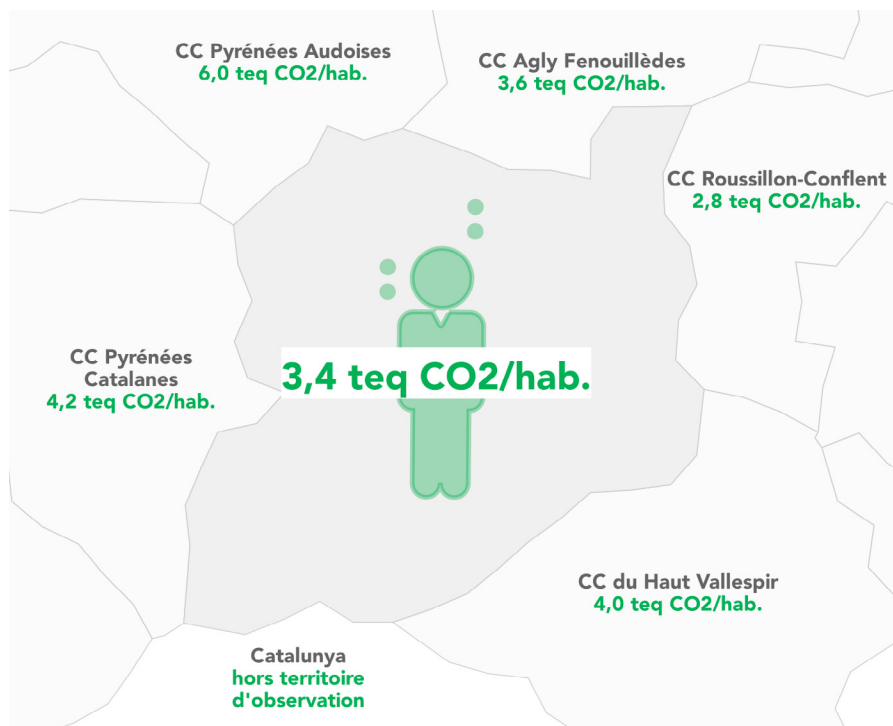 CC Pyrénées Audoises
6,0 teq CO2/hab.
CC Agly Fenouillèdes
3,6 teq CO2/hab.
CC Roussillon-Conflent
2,8 teq CO2/hab.
CC Pyrénées
Catalanes
4,2 teq CO2/hab.
3,4 teq CO2/hab.
CC du Haut Vallespir
4,0 teq CO2/hab.
Catalunya
hors territoire
d'observation